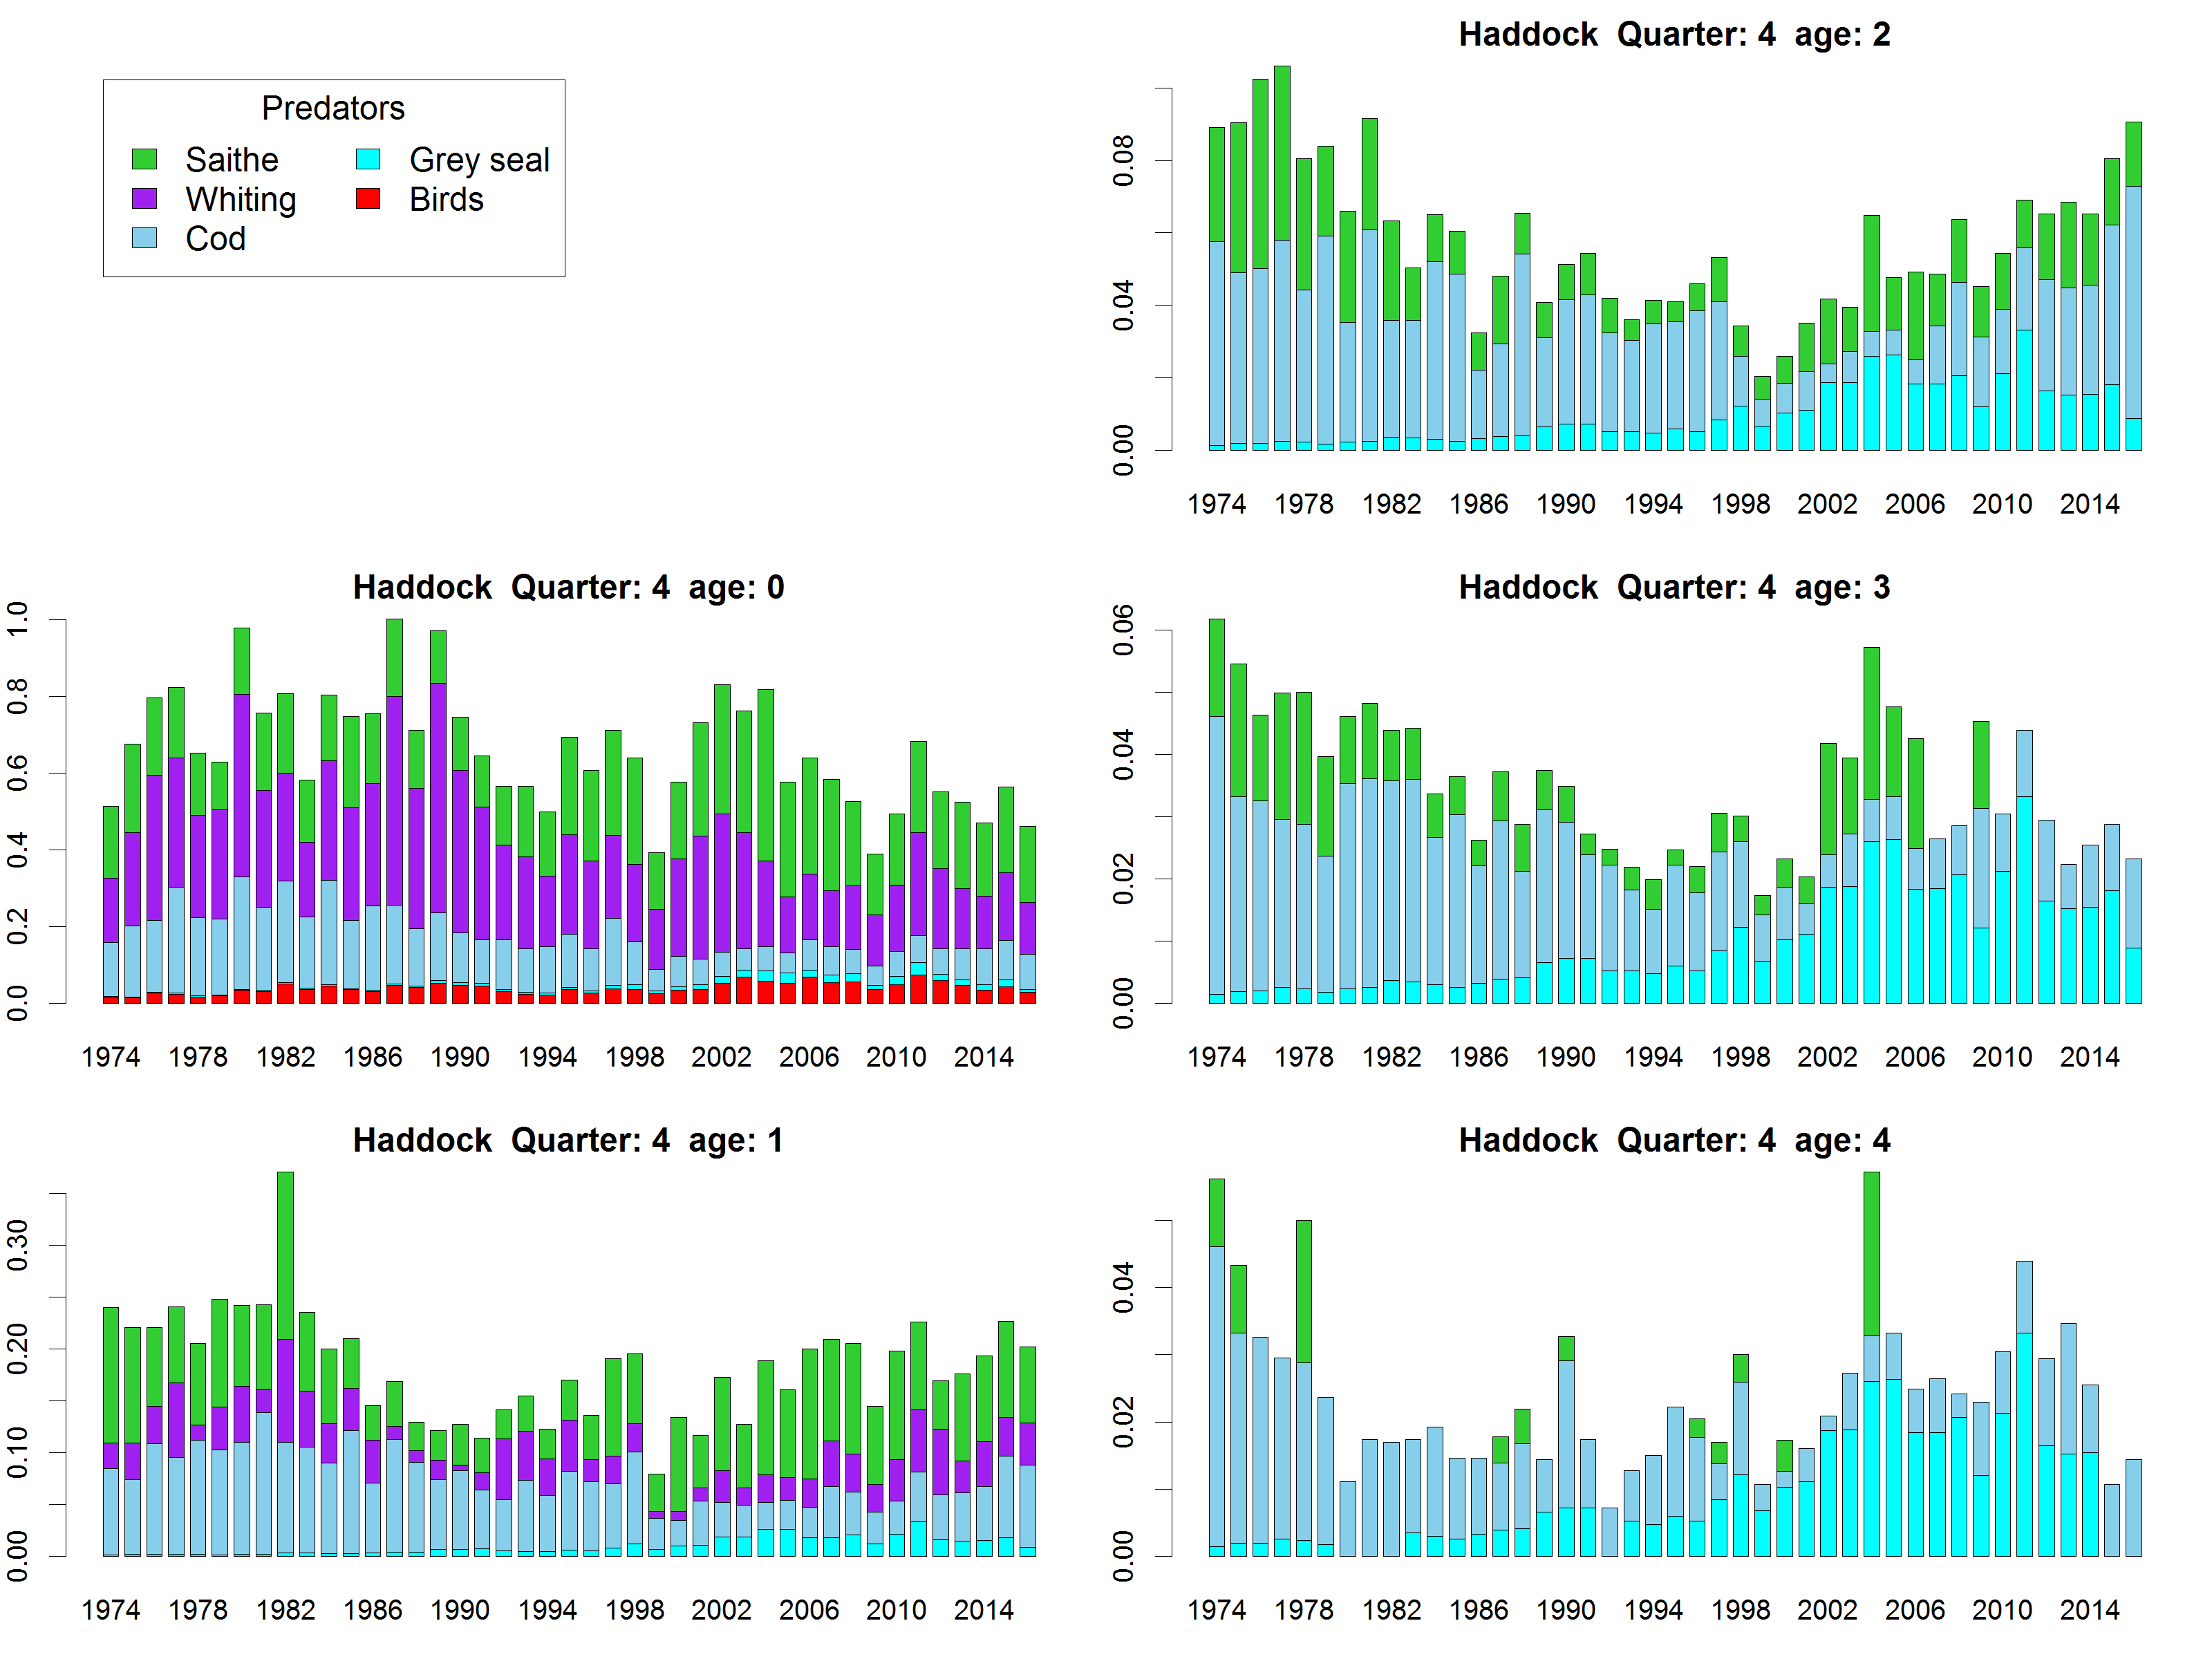 Predators
Saithe Grey seal
Whiting Birds
Cod
Haddock Quarter: 4 age: 2
0.00 0.04 0.08
1974 1978 1982 1986 1990 1994 1998 2002 2006 2010 2014
Haddock Quarter: 4 age: 0
0.0 0.2 0.4 0.6 0.8 1.0
1974 1978 1982 1986 1990 1994 1998 2002 2006 2010 2014
Haddock Quarter: 4 age: 3
0.00 0.02 0.04 0.06
1974 1978 1982 1986 1990 1994 1998 2002 2006 2010 2014
Haddock Quarter: 4 age: 1
0.00 0.10 0.20 0.30
1974 1978 1982 1986 1990 1994 1998 2002 2006 2010 2014
Haddock Quarter: 4 age: 4
0.00 0.02 0.04
1974 1978 1982 1986 1990 1994 1998 2002 2006 2010 2014